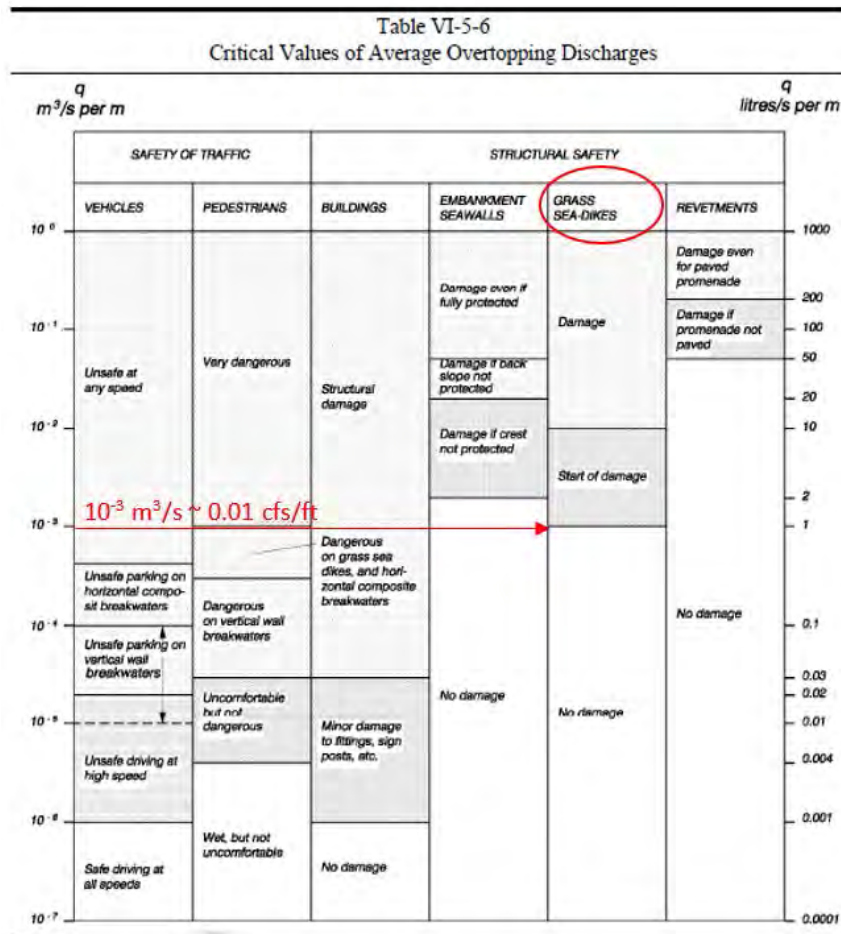 Table VI-5-6
Critical Values of Average Overtopping Discharges
q
m³/s per m
q
litres/s per m
SAFETY OF TRAFFIC
STRUCTURAL SAFETY
VEHICLES
PEDESTRIANS
BUILDINGS
EMBANKMENT
SEAWALLS
GRASS
SEA-DIKES
REVETMENTS
10⁰
10⁻¹
10⁻²
10⁻³
10⁻⁴
10⁻⁵
10⁻⁶
10⁻⁷
Unsafe at
any speed
Unsafe parking on
horizontal compo-
sit breakwaters
Unsafe parking on
vertical wall
breakwaters
Unsafe driving at
high speed
Safe driving at
all speeds
Very dangerous
10⁻³ m³/s ~ 0.01 cfs/ft
Dangerous
on grass sea
dikes, and hori-
zontal composite
breakwaters
Dangerous
on vertical wall
breakwaters
Uncomfortable
but not
dangerous
Wet, but not
uncomfortable
Structural
damage
Minor damage
to fittings, sign
posts, etc.
No damage
Damage even if
fully protected
Damage if back
slope not
protected
Damage if crest
not protected
No damage
Damage
Start of damage
No damage
Damage even
for paved
promenade
Damage if
promenade not
paved
No damage
1000
200
100
50
20
10
2
1
0.1
0.03
0.02
0.01
0.004
0.001
0.0001